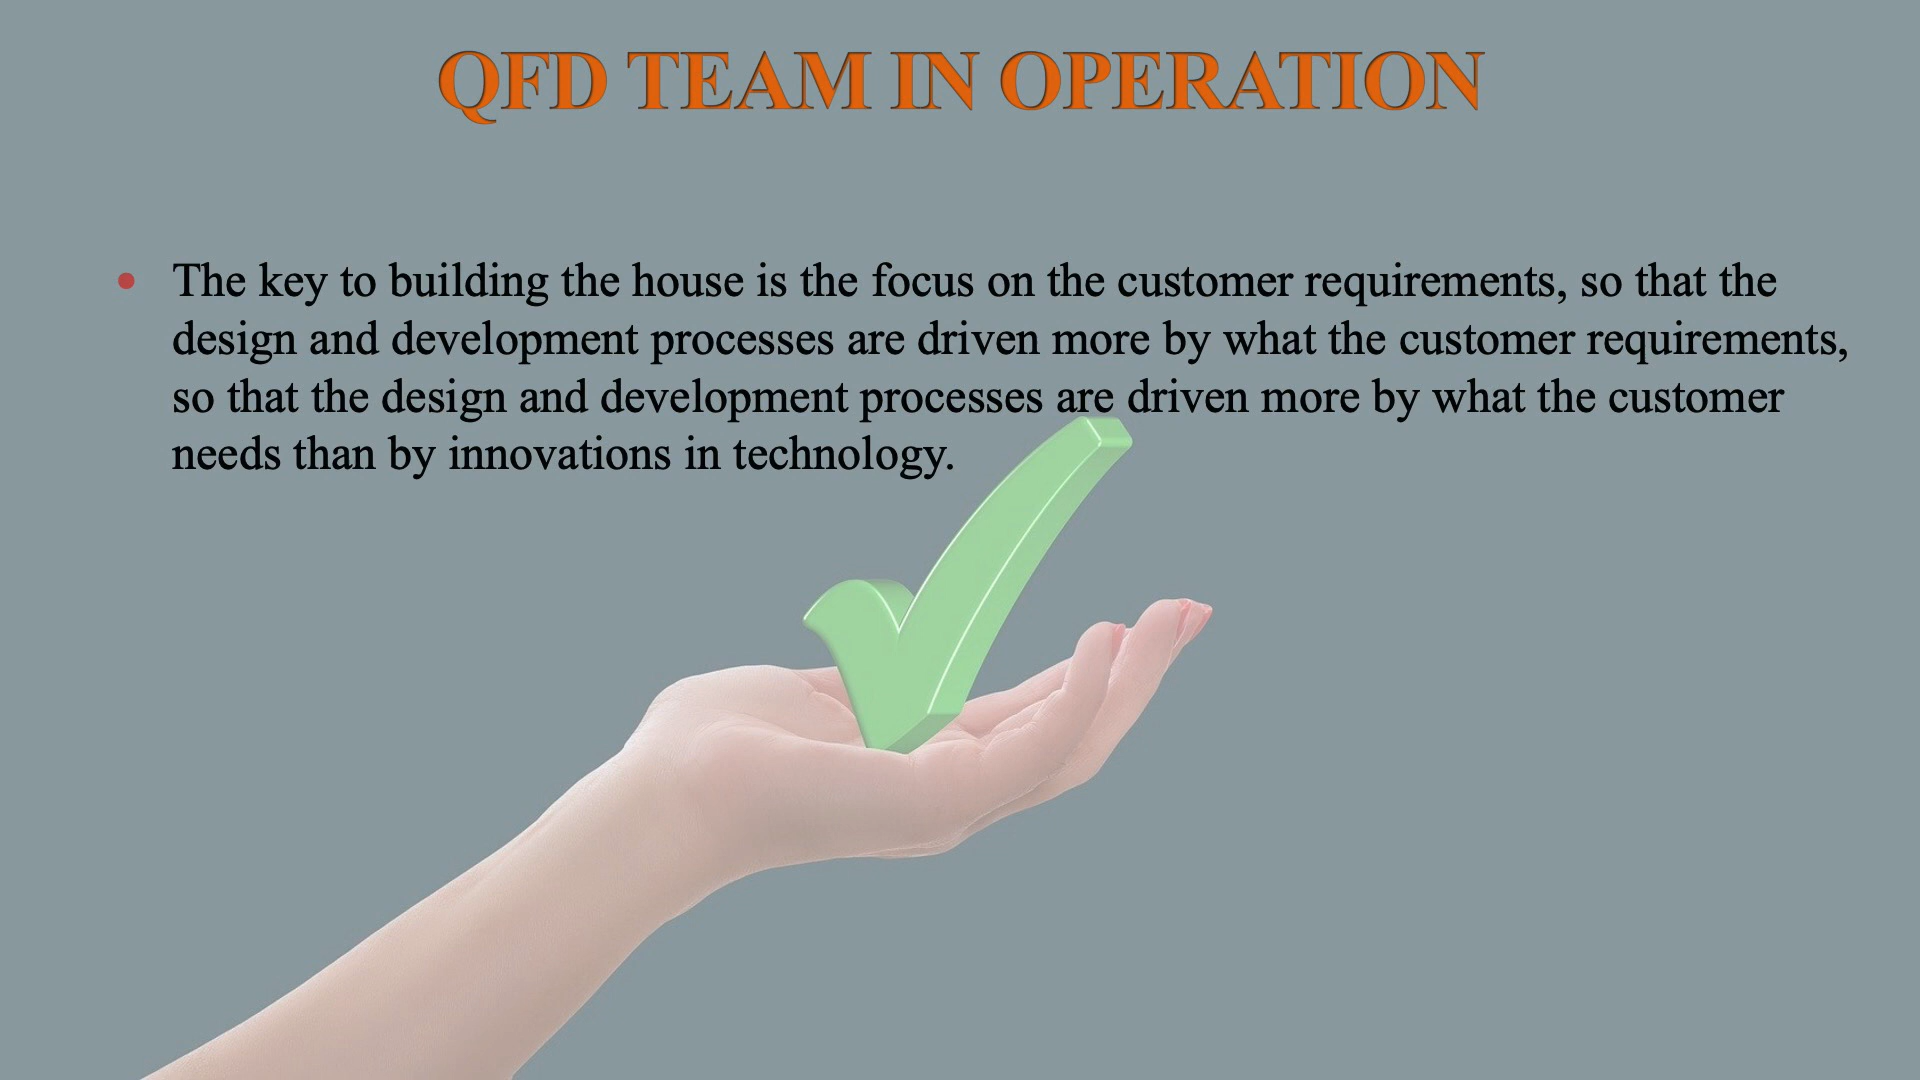 QFD TEAM IN OPERATION
• The key to building the house is the focus on the customer requirements, so that the
design and development processes are driven more by what the customer requirements,
so that the design and development processes are driven more by what the customer
needs than by innovations in technology.